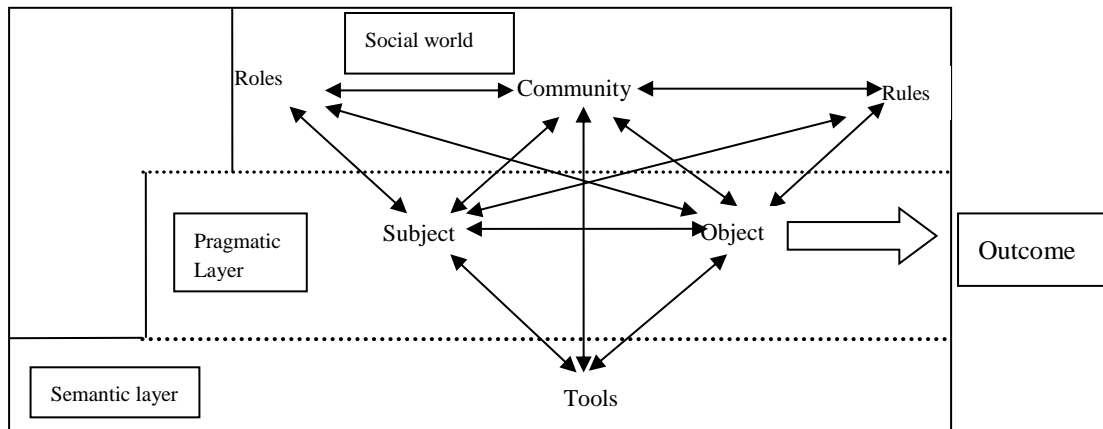 Social world
Roles
Community
Rules
Pragmatic
Layer
Subject
Object
Outcome
Semantic layer
Tools